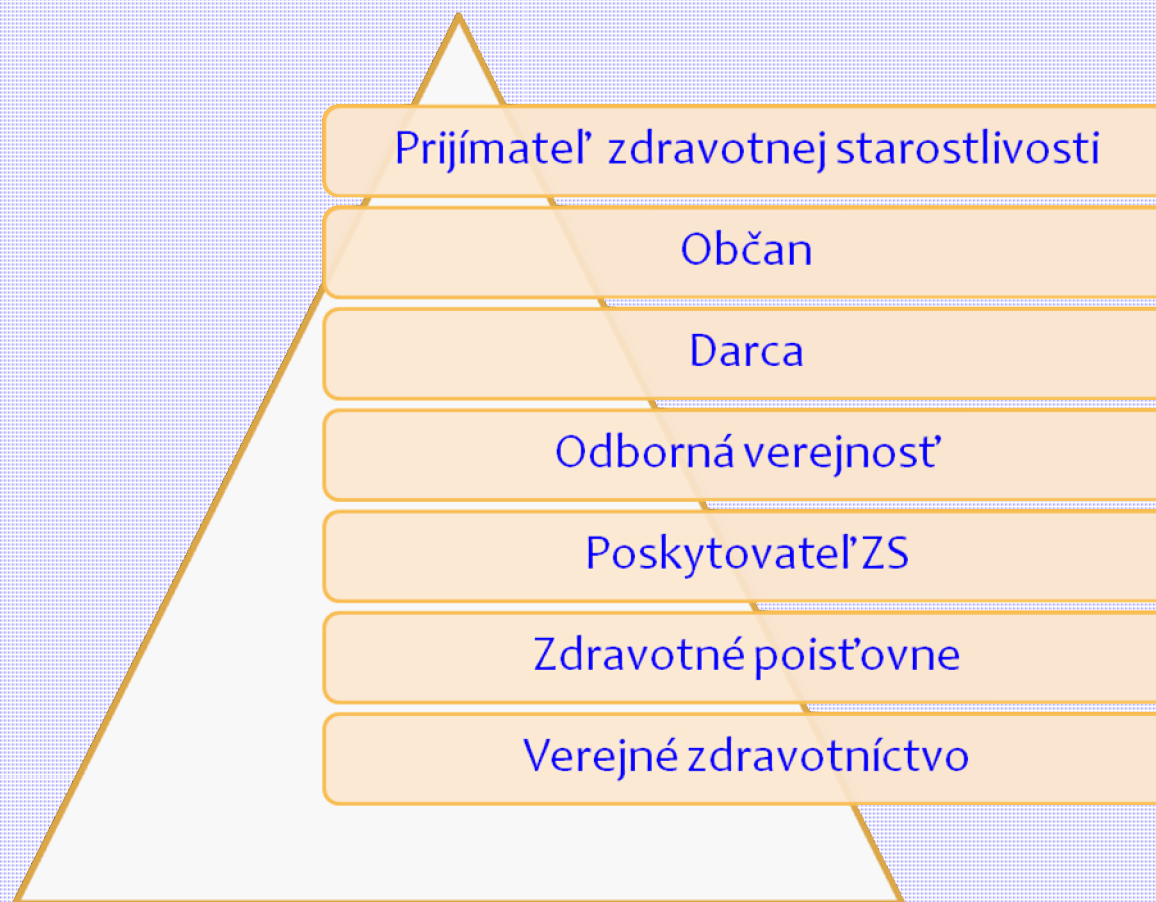 Prijímateľ zdravotnej starostlivosti
Občan
Darca
Odborná verejnosť
Poskytovateľ ZS
Zdravotné poisťovne
Verejné zdravotníctvo